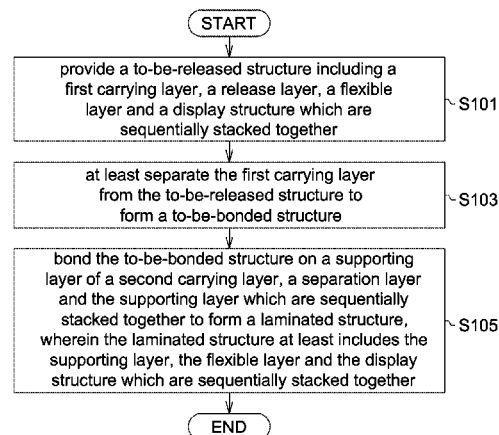 START
provide a to-be-released structure including a
first carrying layer, a release layer, a flexible
layer and a display structure which are
sequentially stacked together
S101
at least separate the first carrying layer
from the to-be-released structure to
form a to-be-bonded structure
S103
bond the to-be-bonded structure on a supporting
layer of a second carrying layer, a separation layer
and the supporting layer which are sequentially
stacked together to form a laminated structure,
wherein the laminated structure at least includes the
supporting layer, the flexible layer and the display
structure which are sequentially stacked together
S105
END